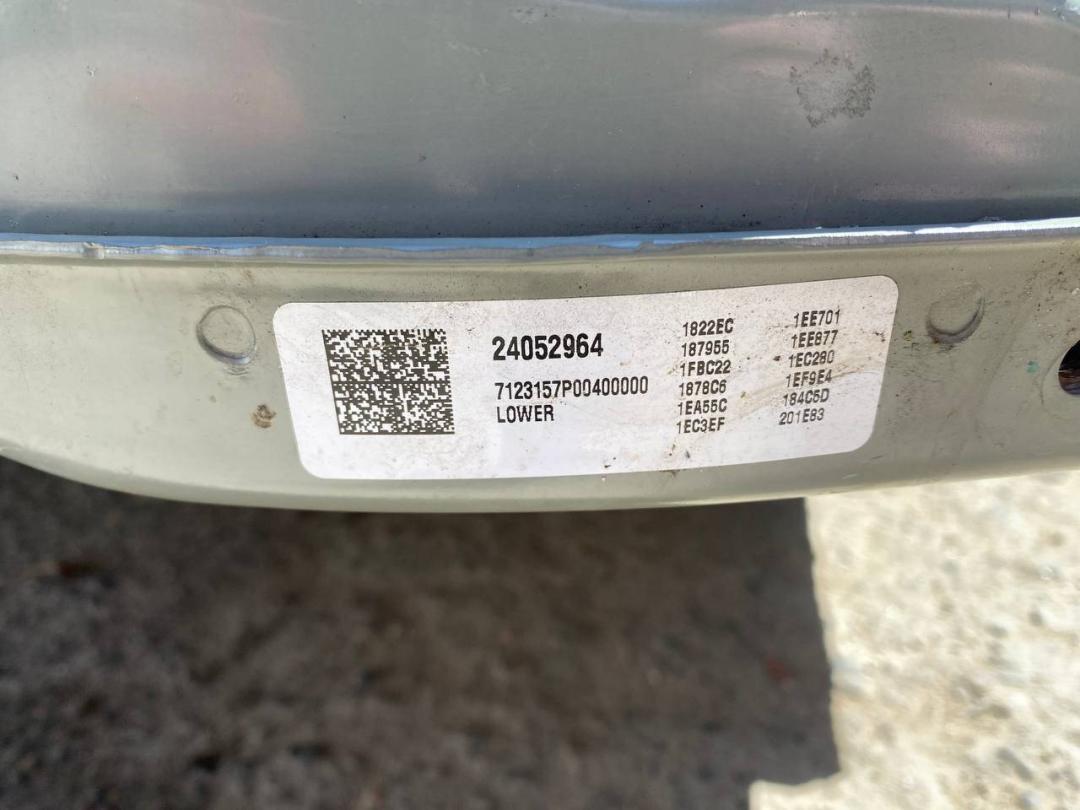 24052964
7123157P00400000
LOWER
1822EC
187955
1FBC22
1878C6
1EA55C
1EC3EF
1EE701
1EE877
1EC280
1EF9E4
184C5D
201E83